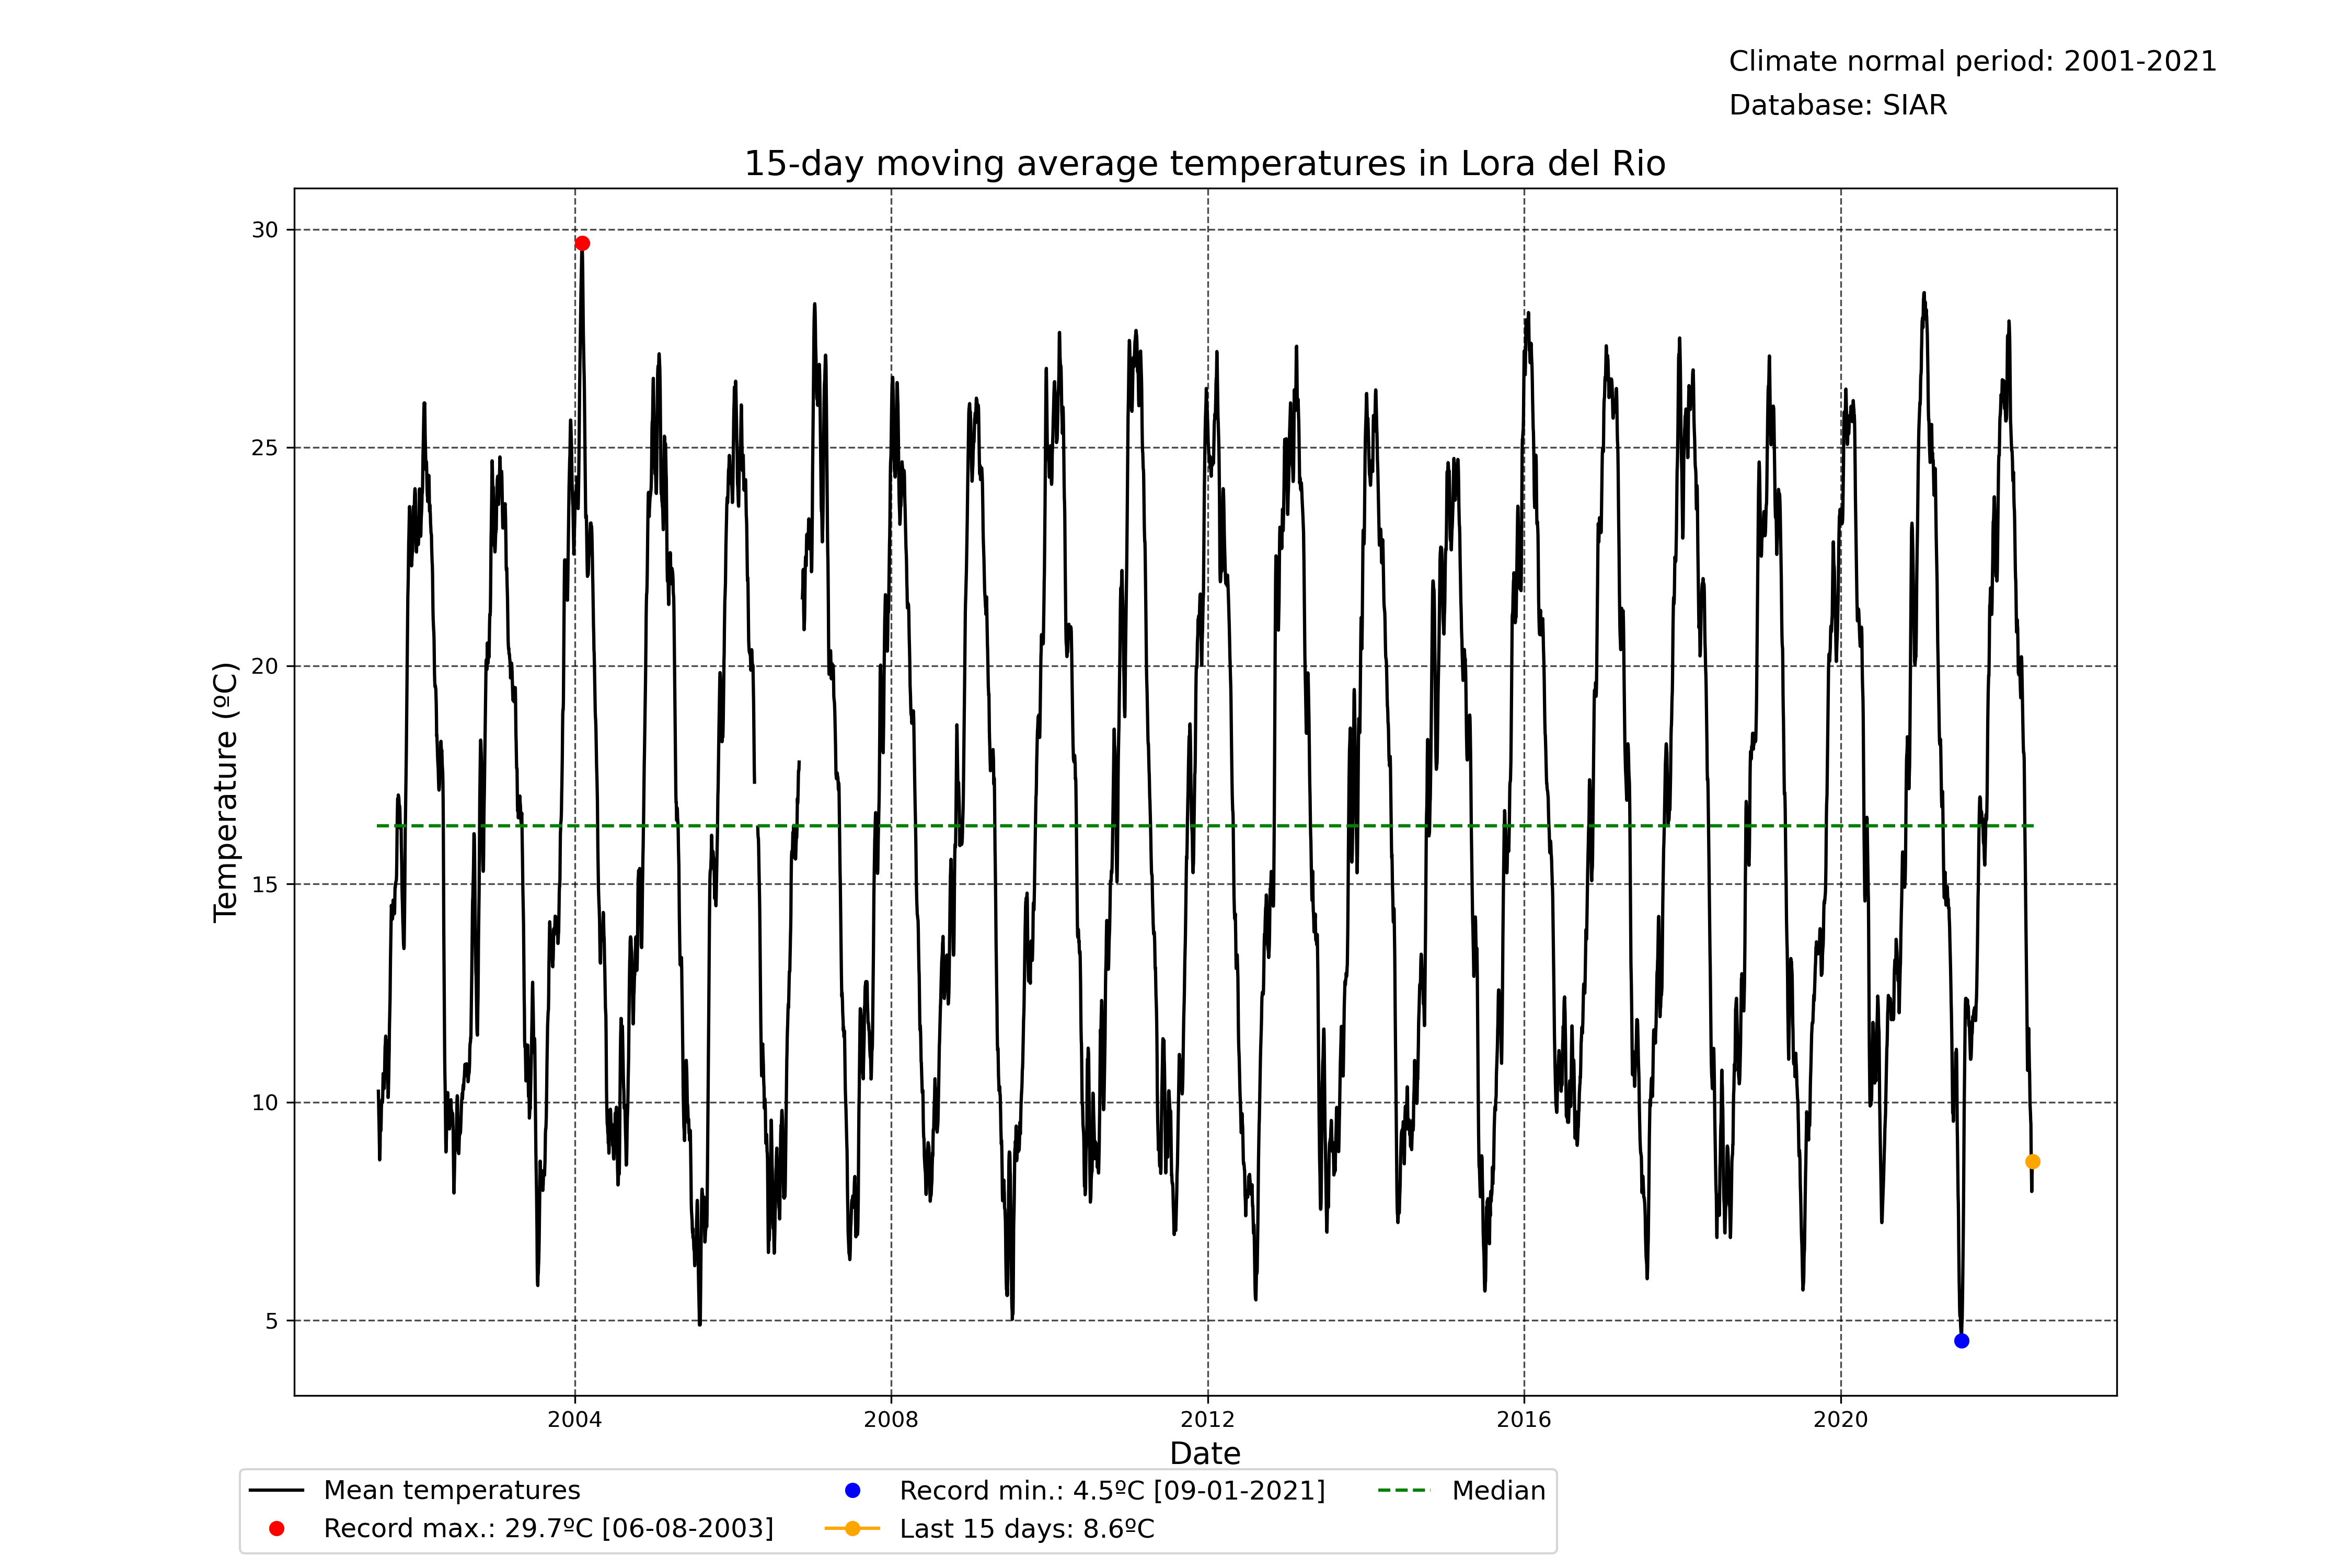 Climate normal period: 2001-2021
Database: SIAR
15-day moving average temperatures in Lora del Rio
30
25
20
15
10
5
Temperature (ºC)
2004 2008 2012 2016 2020
Date
Mean temperatures
Record max.: 29.7ºC [06-08-2003]
Record min.: 4.5ºC [09-01-2021]
Last 15 days: 8.6ºC
Median